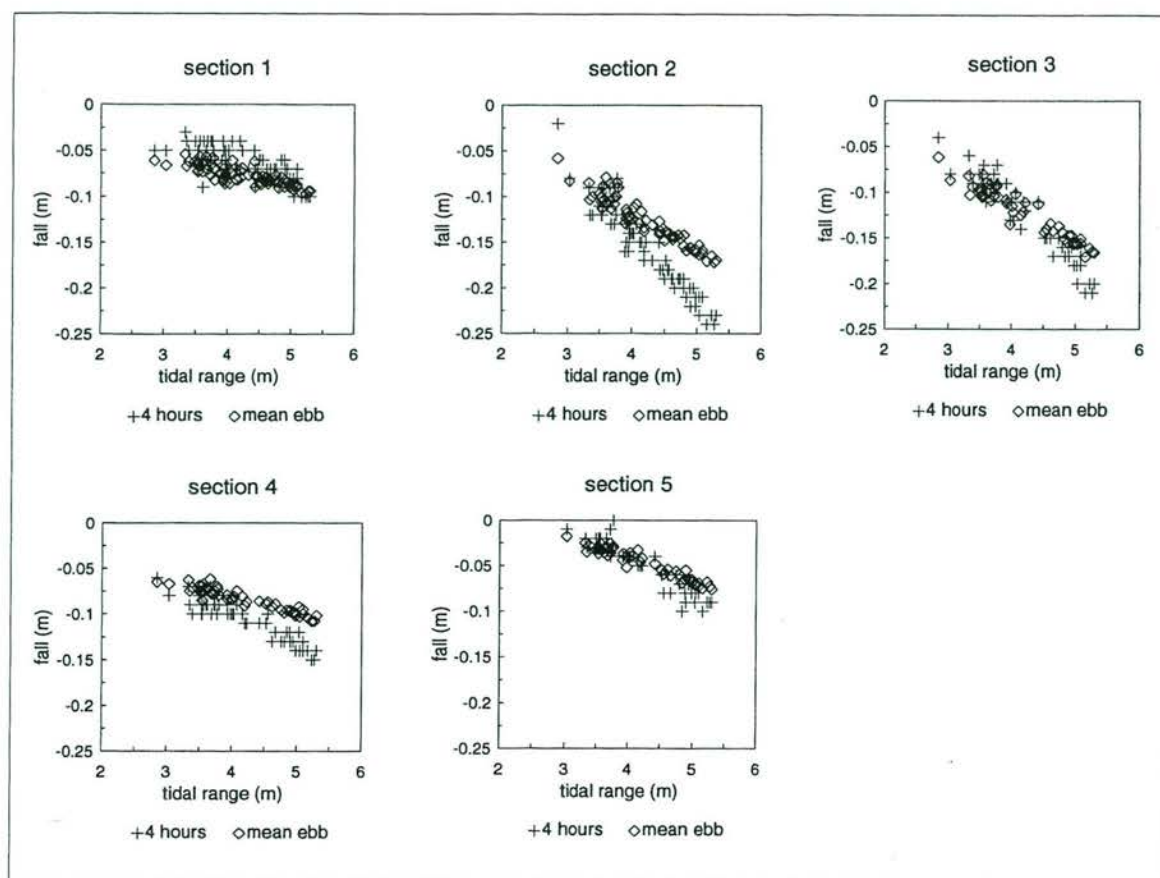 section 1
0
-0.05
-0.1
-0.15
-0.2
-0.25
fall (m)
2 3 4 5 6
tidal range (m)
+4 hours ◇mean ebb
section 2
0
-0.05
-0.1
-0.15
-0.2
-0.25
fall (m)
2 3 4 5 6
tidal range (m)
+4 hours ◇mean ebb
section 3
0
-0.05
-0.1
-0.15
-0.2
-0.25
fall (m)
2 3 4 5 6
tidal range (m)
+4 hours ◇mean ebb
section 4
0
-0.05
-0.1
-0.15
-0.2
-0.25
fall (m)
2 3 4 5 6
tidal range (m)
+4 hours ◇mean ebb
section 5
0
-0.05
-0.1
-0.15
-0.2
-0.25
fall (m)
2 3 4 5 6
tidal range (m)
+4 hours ◇mean ebb